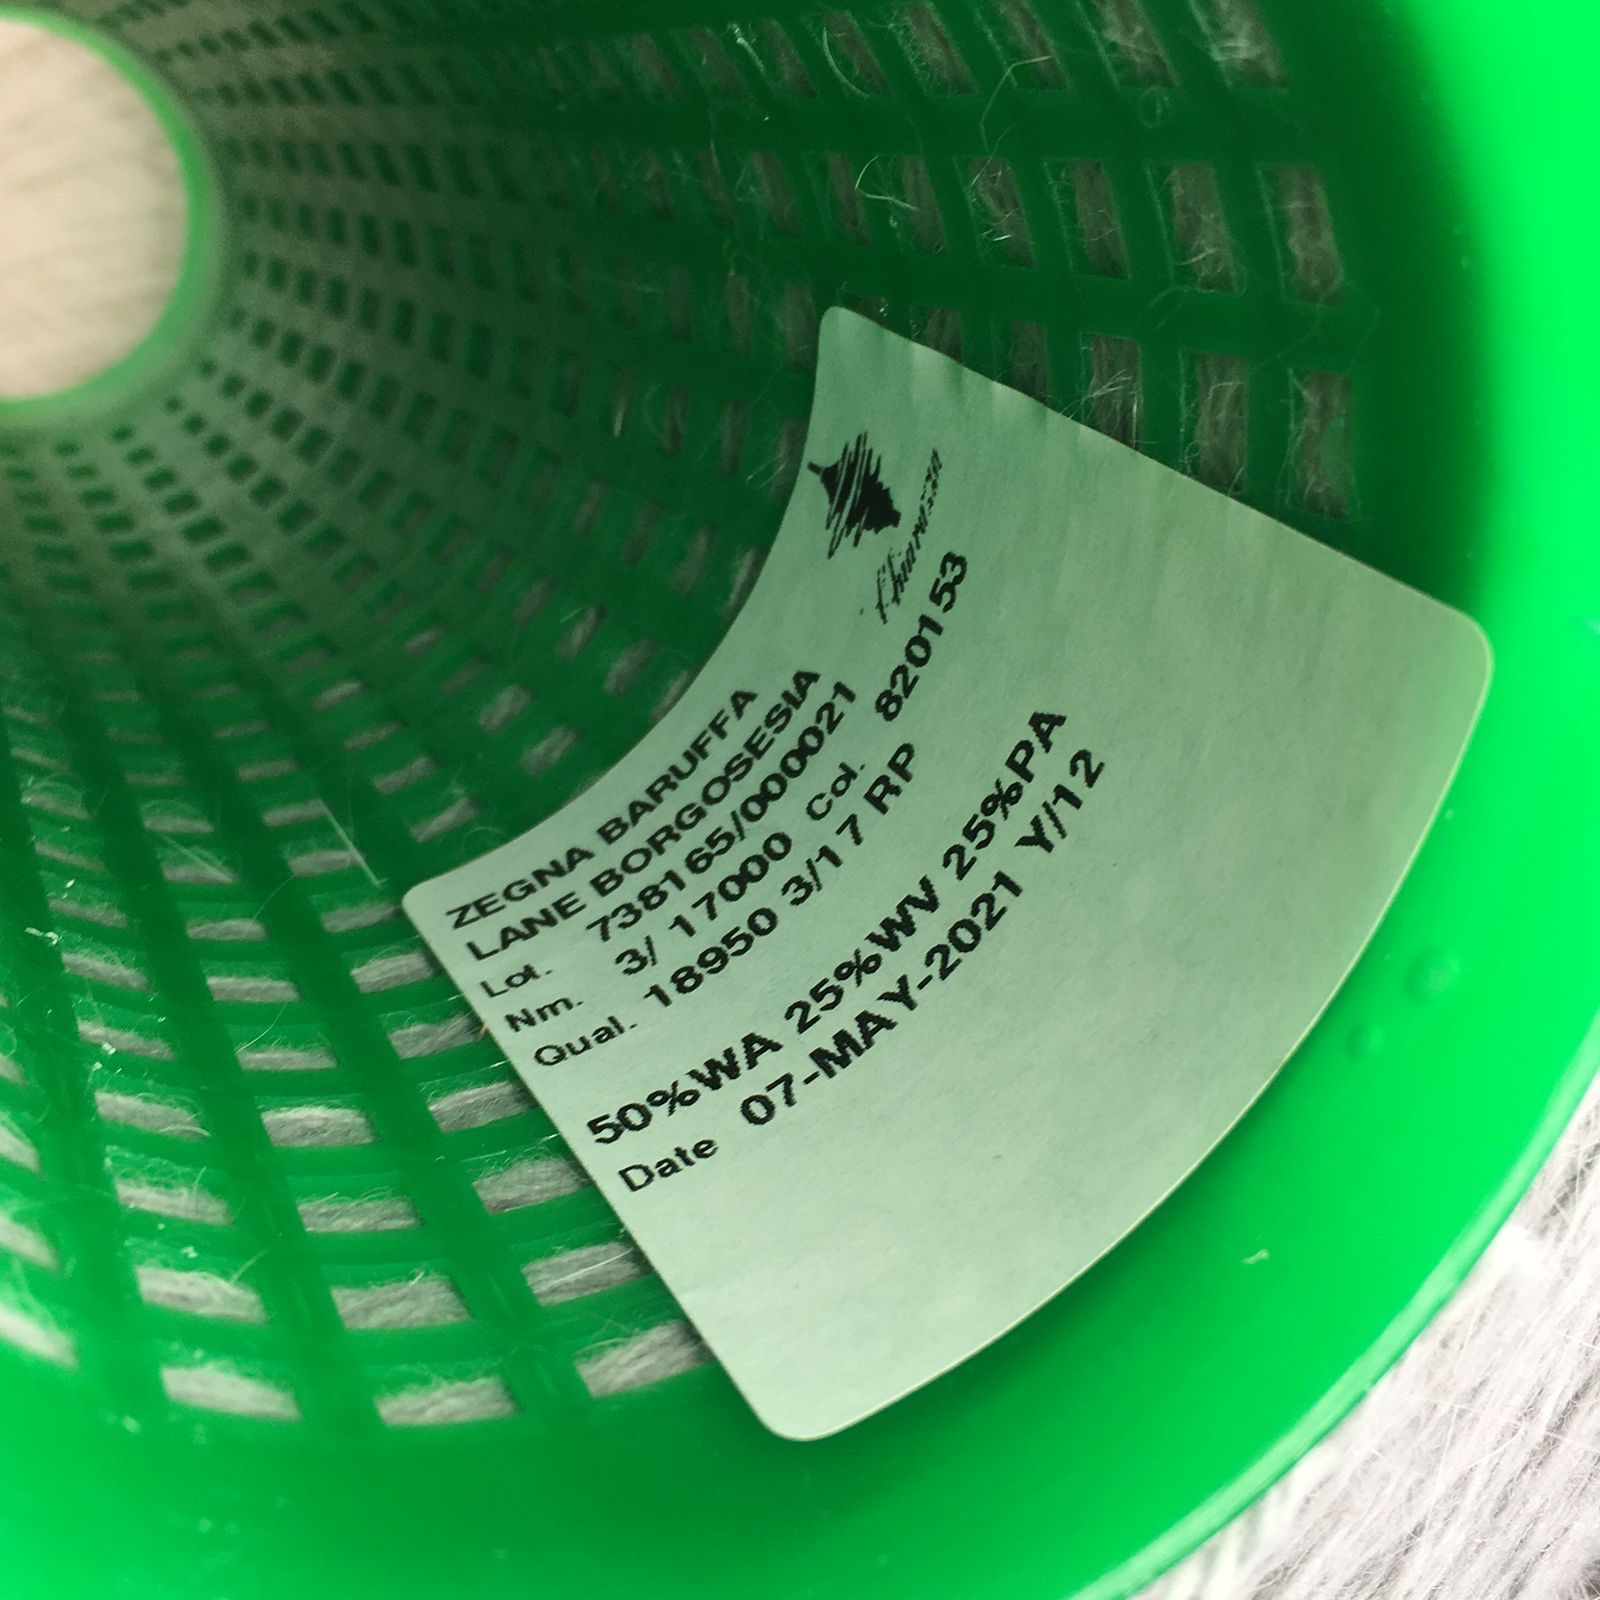 Chiavazza
ZEGNA BARUFFA
LANE BORGOSESIA
Lot. 738165/000021
Nm. 3/ 17000 Col. 820153
Qual. 18950 3/17 RP
50%WA 25%WV 25%PA
Date 07-MAY-2021 Y/12